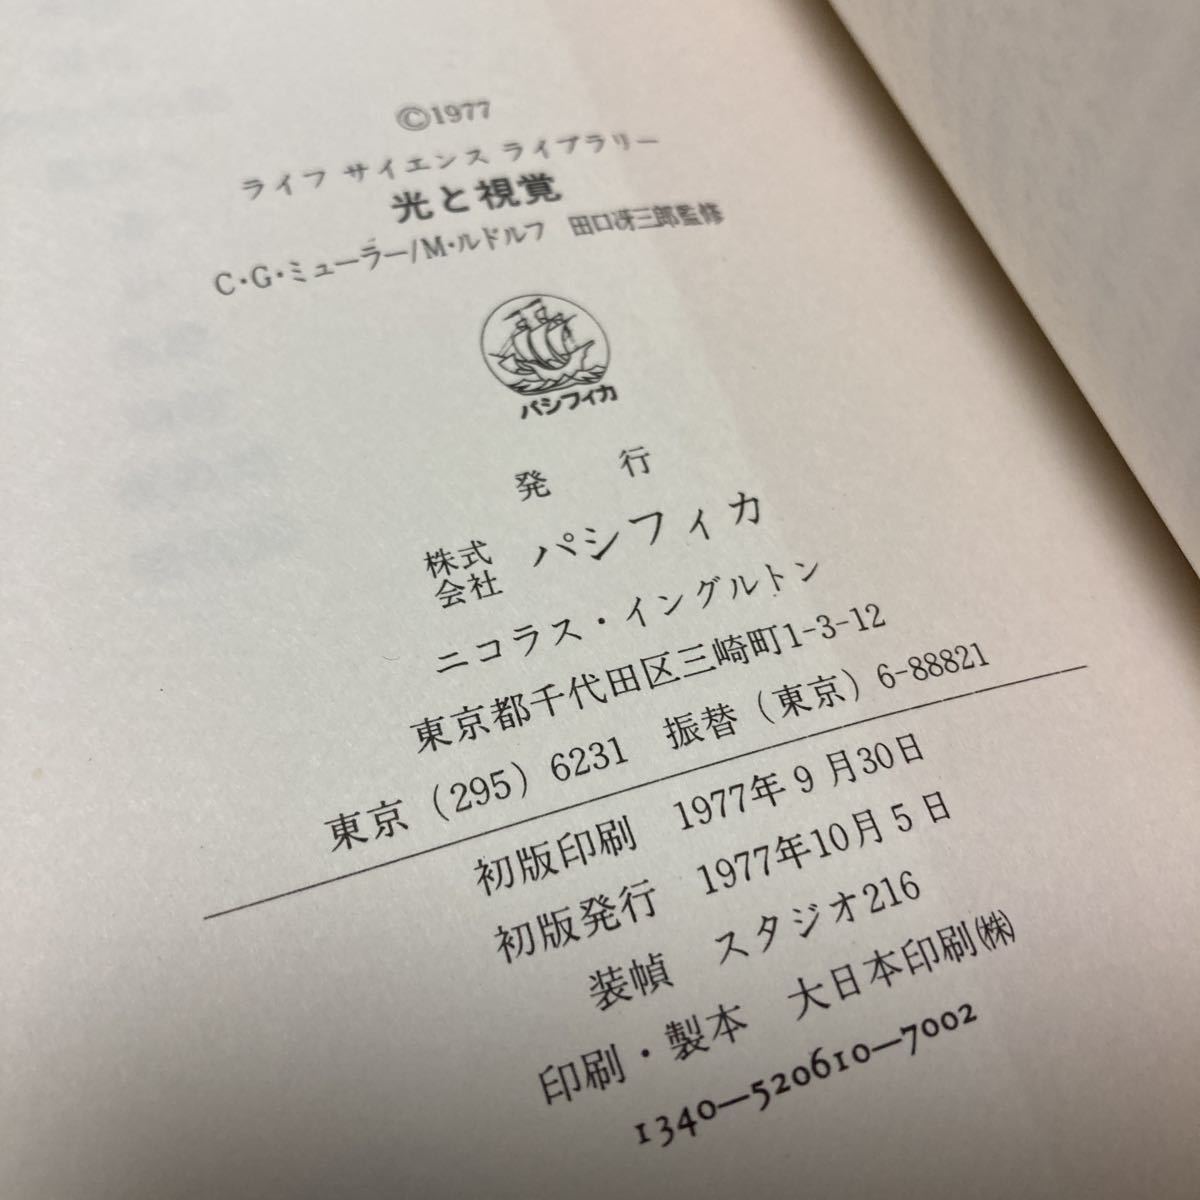 ©1977
ライフ サイエンス ライブラリー
光と視覚
C・G・ミューラー/M・ルドルフ 田口冴三郎監修
パシフィカ
発 行
株式会社 パシフィカ
ニコラス・イングルトン
東京都千代田区三崎町1-3-12
東京(295)6231 振替(東京)6-88821
初版印刷 1977年9月30日
初版発行 1977年10月5日
装幀 スタジオ216
印刷・製本 大日本印刷㈱
1340—520610—7002